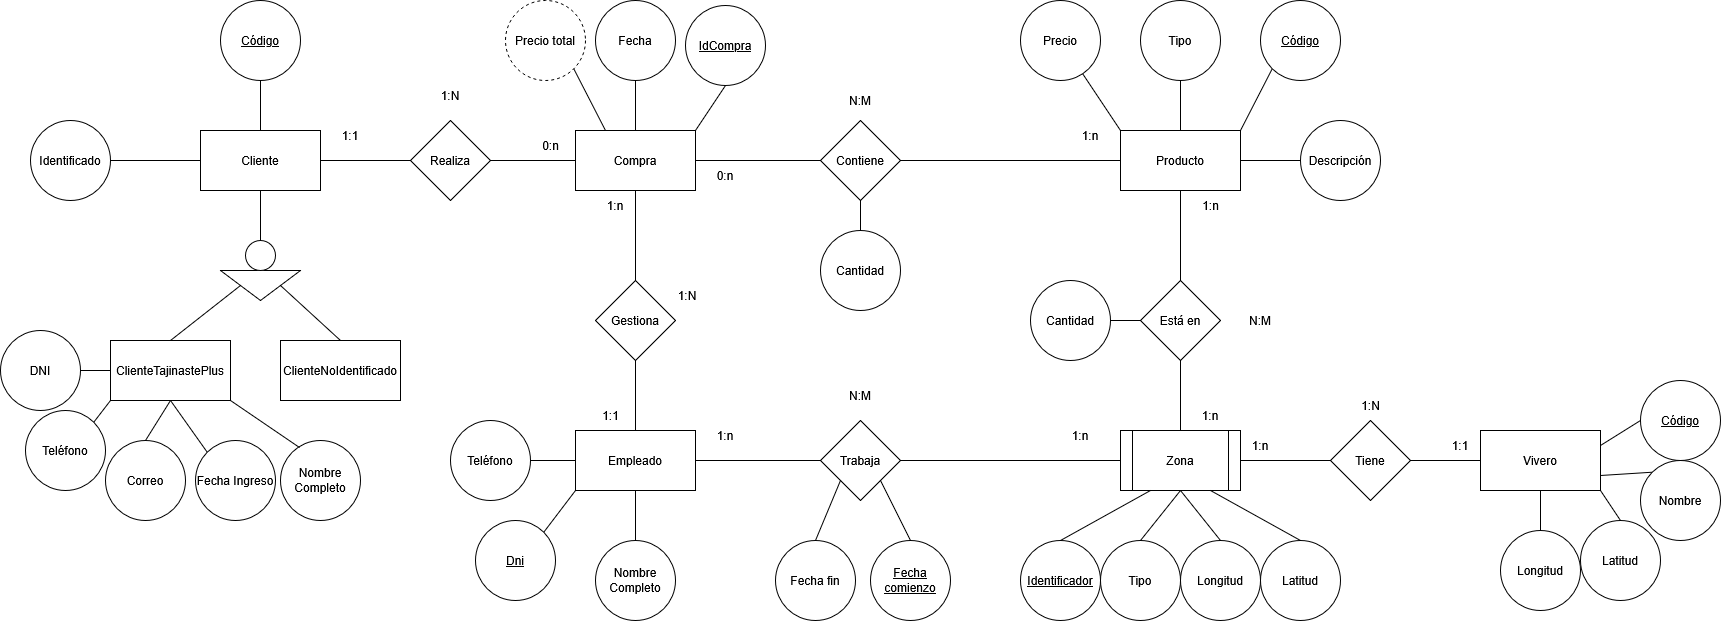 Código
Precio total
Fecha
IdCompra
Precio
Tipo
Código
1:N
N:M
1:1
0:n
1:n
Identificado
Cliente
Realiza
Compra
Contiene
Producto
Descripción
0:n
1:n
1:n
Cantidad
1:N
Gestiona
Cantidad
Está en
N:M
DNI
ClienteTajinastePlus
ClienteNoIdentificado
N:M
1:N
1:1
1:n
1:n
1:n
1:n
1:1
Código
Teléfono
Correo
Fecha Ingreso
Nombre
Completo
Teléfono
Empleado
Trabaja
Zona
Tiene
Vivero
Nombre
Dni
Nombre
Completo
Fecha fin
Fecha
comienzo
Identificador
Tipo
Longitud
Latitud
Longitud
Latitud